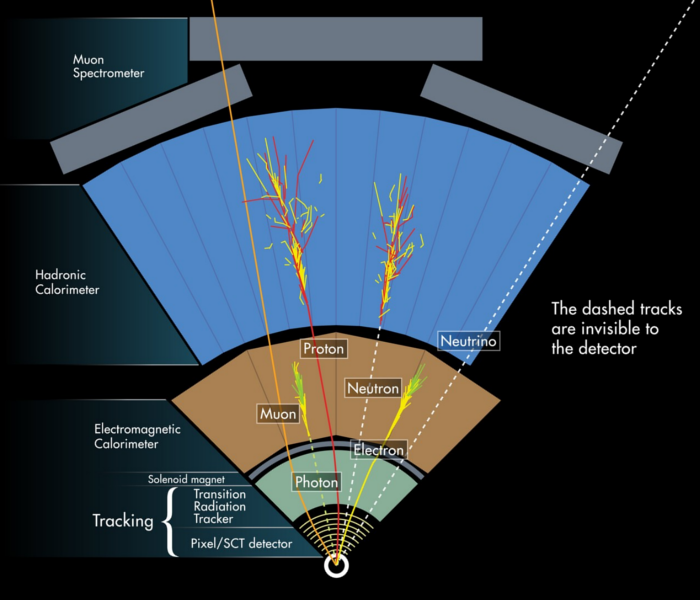 Muon
Spectrometer
Hadronic
Calorimeter
The dashed tracks
are invisible to
the detector
Neutrino
Proton
Neutron
Muon
Electromagnetic
Calorimeter
Electron
Solenoid magnet
Photon
Transition
Radiation
Tracker
Tracking
Pixel/SCT detector